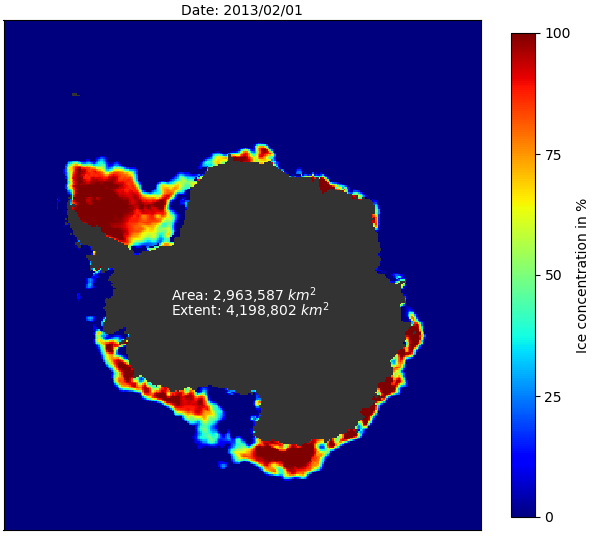 Date: 2013/02/01
100
75
50
25
0
Ice concentration in %
Area: 2,963,587 km²
Extent: 4,198,802 km²